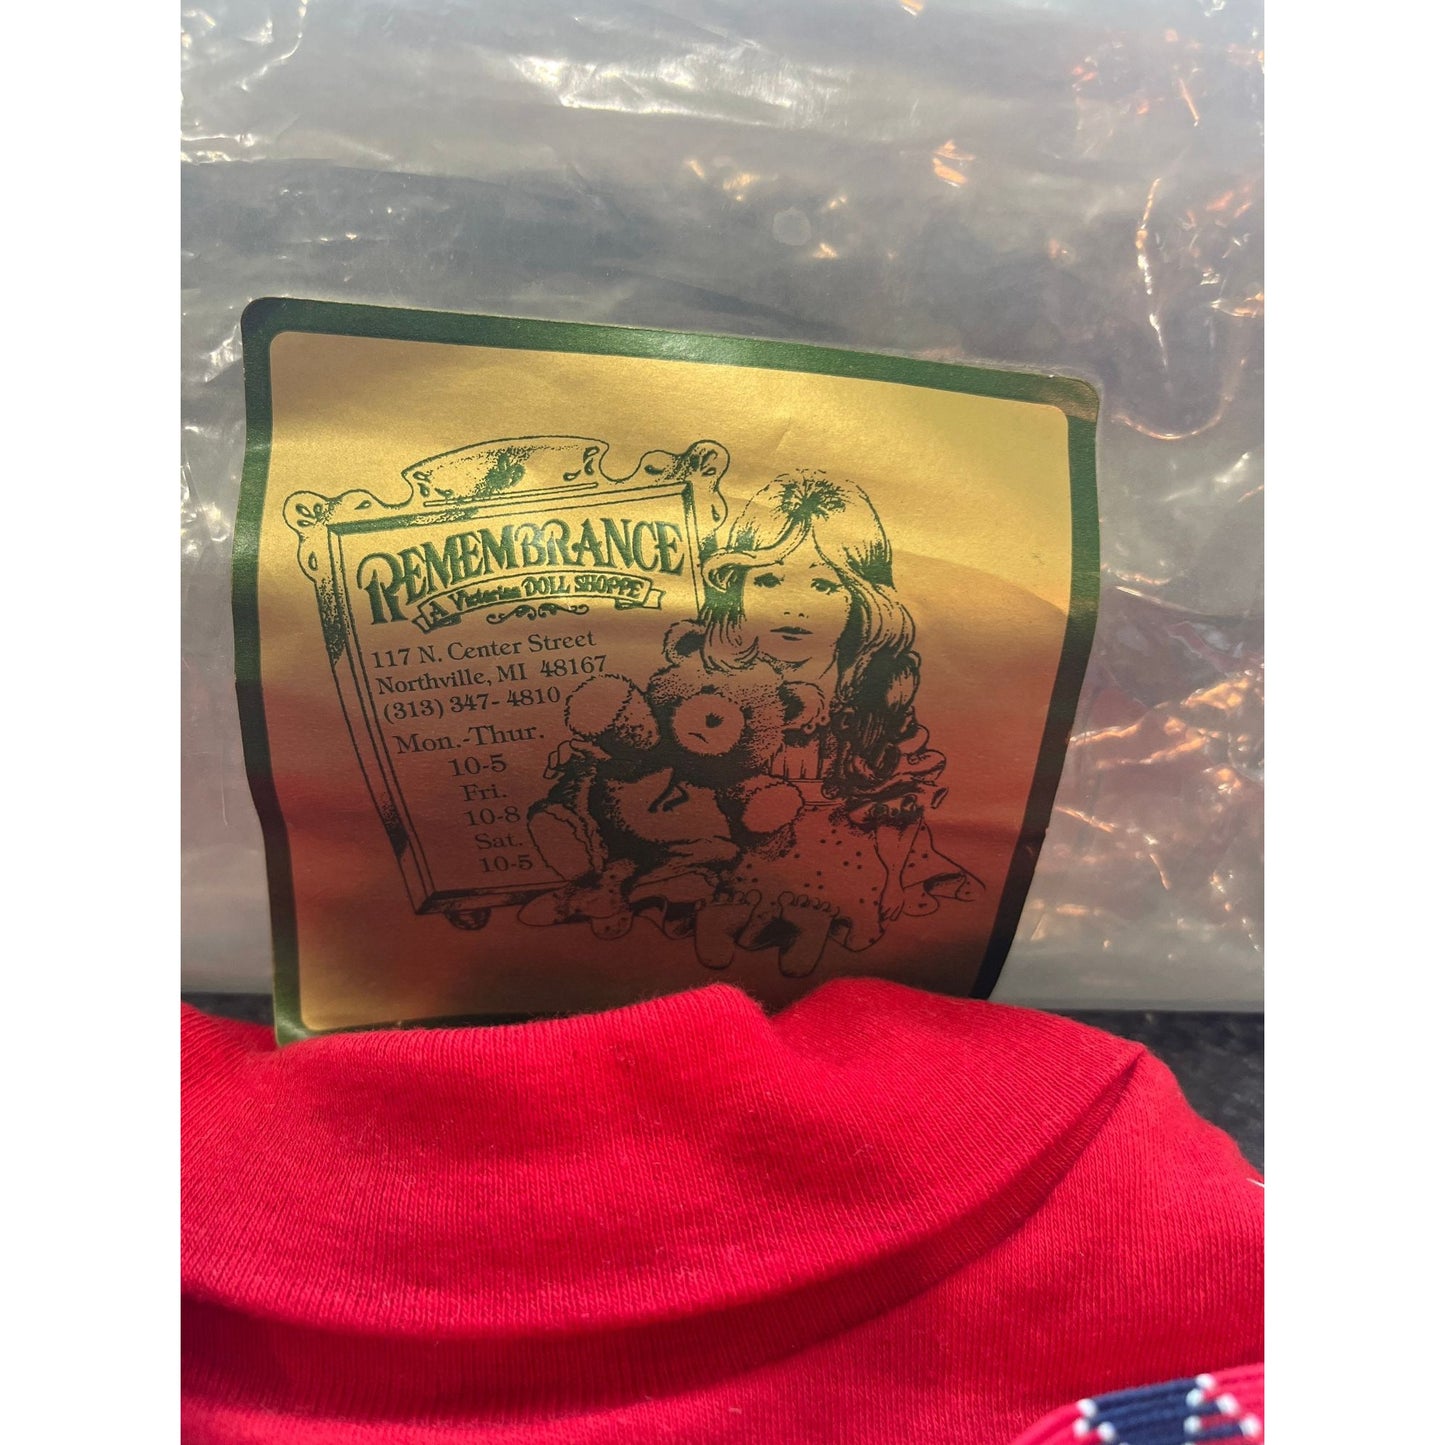 REMEMBRANCE
A Victorian DOLL SHOPPE
117 N. Center Street
Northville, MI 48167
(313) 347-4810
Mon.-Thur.
10-5
Fri.
10-8
Sat.
10-5